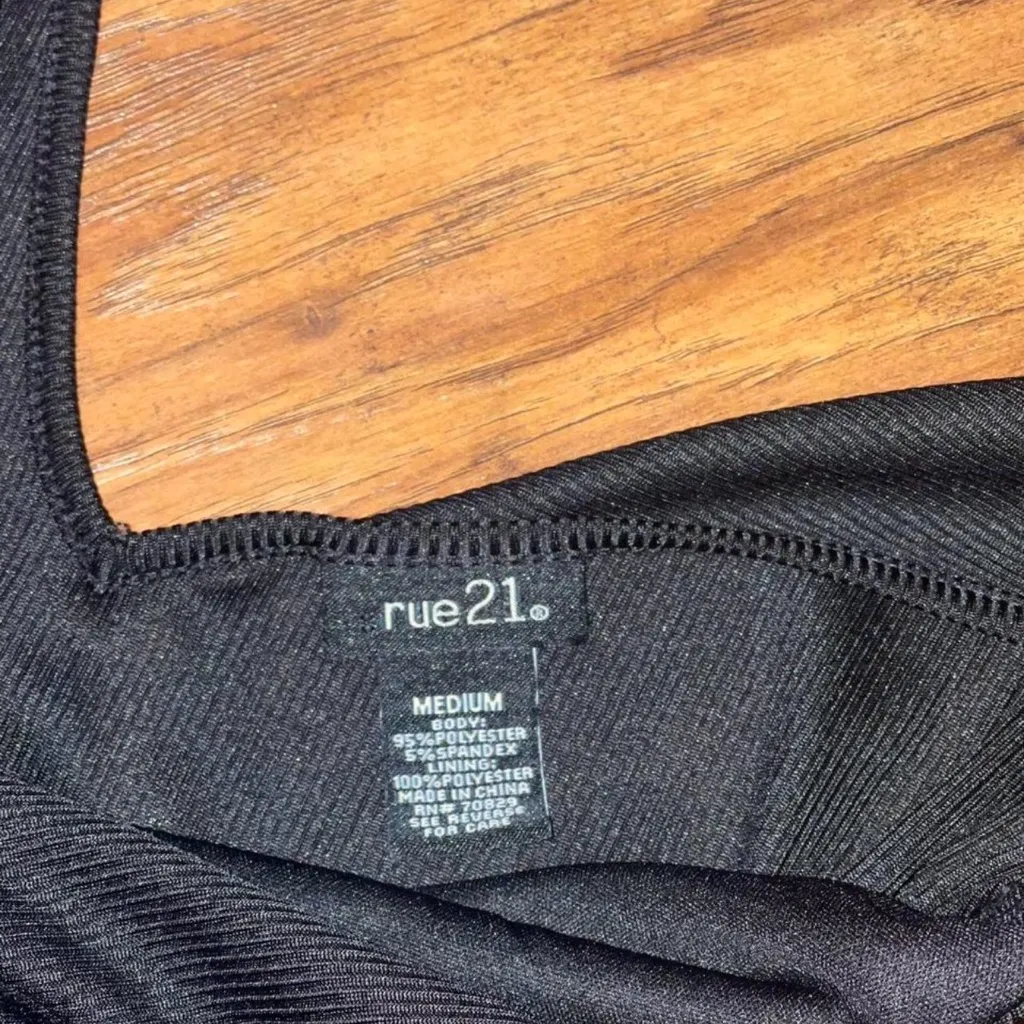 rue21®
MEDIUM
BODY:
95%POLYESTER
5%SPANDEX
LINING:
100%POLYESTER
MADE IN CHINA
RN# 70829
SEE REVERSE
FOR CARE